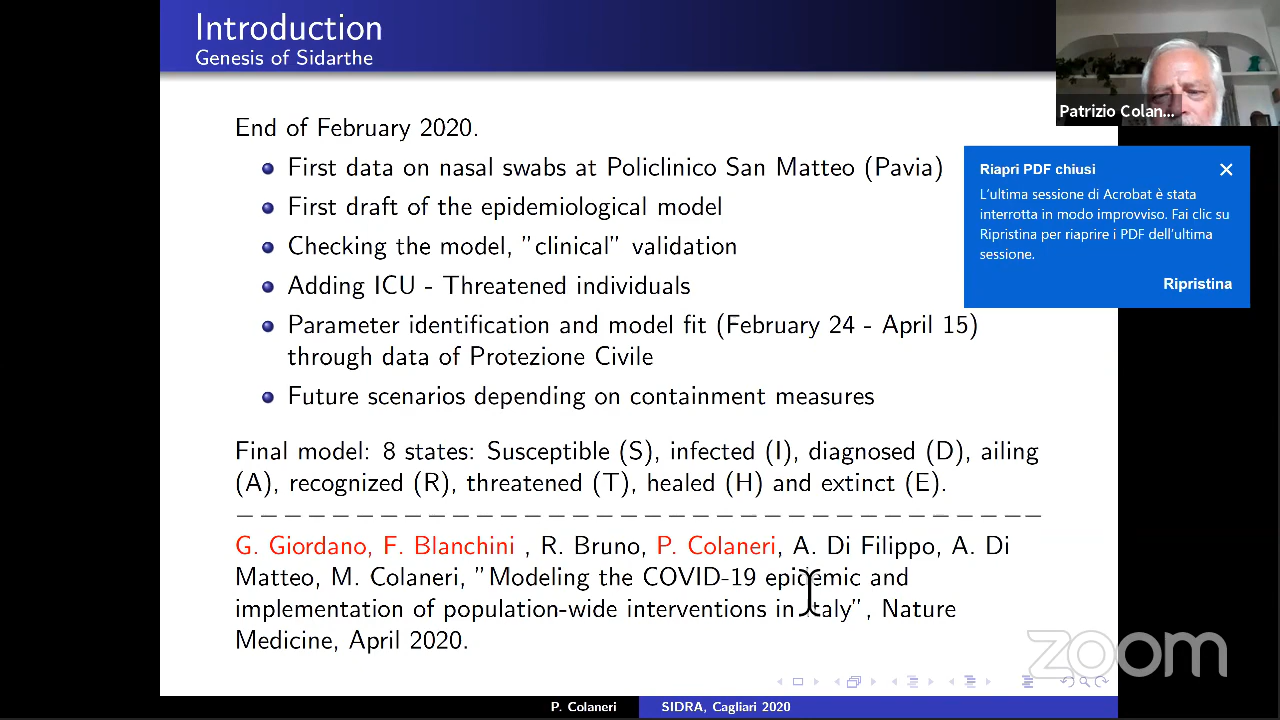 Introduction
Genesis of Sidarthe
Patrizio Colan...
End of February 2020.
First data on nasal swabs at Policlinico San Matteo (Pavia)
First draft of the epidemiological model
Checking the model, "clinical" validation
Adding ICU - Threatened individuals
Parameter identification and model fit (February 24 - April 15)
through data of Protezione Civile
Future scenarios depending on containment measures
Riapri PDF chiusi
L'ultima sessione di Acrobat è stata
interrotta in modo improvviso. Fai clic su
Ripristina per riaprire i PDF dell'ultima
sessione.
Ripristina
Final model: 8 states: Susceptible (S), infected (I), diagnosed (D), ailing
(A), recognized (R), threatened (T), healed (H) and extinct (E).
G. Giordano, F. Blanchini , R. Bruno, P. Colaneri, A. Di Filippo, A. Di
Matteo, M. Colaneri, "Modeling the COVID-19 epidemic and
implementation of population-wide interventions in Italy", Nature
Medicine, April 2020.
zoom
P. Colaneri
SIDRA, Cagliari 2020